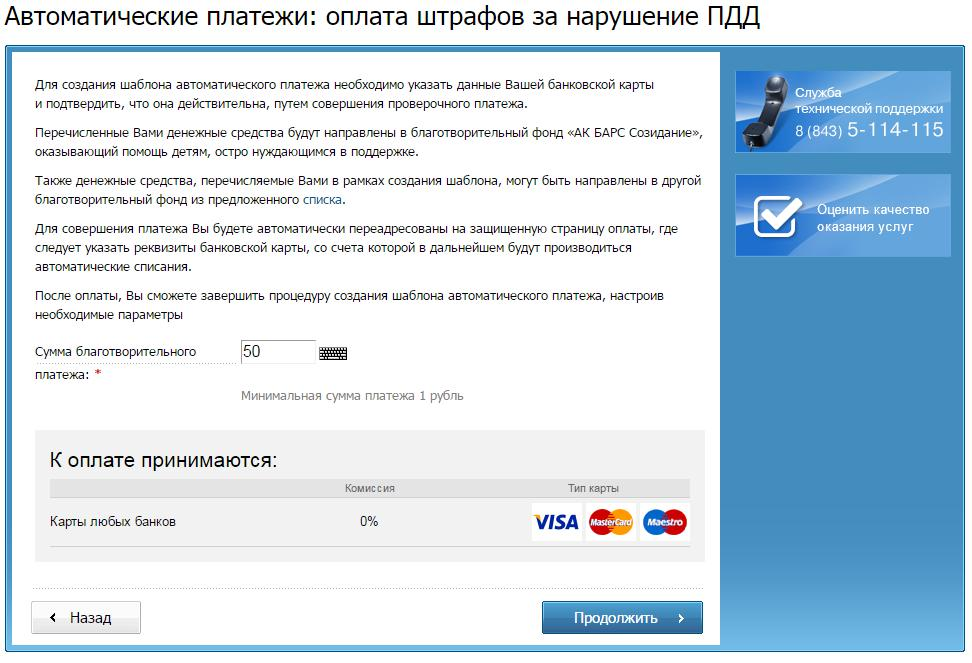 Автоматические платежи: оплата штрафов за нарушение ПДД
Для создания шаблона автоматического платежа необходимо указать данные Вашей банковской карты
и подтвердить, что она действительна, путем совершения проверочного платежа.
Перечисленные Вами денежные средства будут направлены в благотворительный фонд «АК БАРС Созидание»,
оказывающий помощь детям, остро нуждающимся в поддержке.
Также денежные средства, перечисляемые Вами в рамках создания шаблона, могут быть направлены в другой
благотворительный фонд из предложенного списка.
Для совершения платежа Вы будете автоматически переадресованы на защищенную страницу оплаты, где
следует указать реквизиты банковской карты, со счета которой в дальнейшем будут производиться
автоматические списания.
После оплаты, Вы сможете завершить процедуру создания шаблона автоматического платежа, настроив
необходимые параметры
Сумма благотворительного
платежа: *
50
Минимальная сумма платежа 1 рубль
К оплате принимаются:
Комиссия Тип карты
Карты любых банков 0% VISA MasterCard Maestro
Назад
Продолжить
Служба
технической поддержки
8 (843) 5-114-115
Оценить качество
оказания услуг